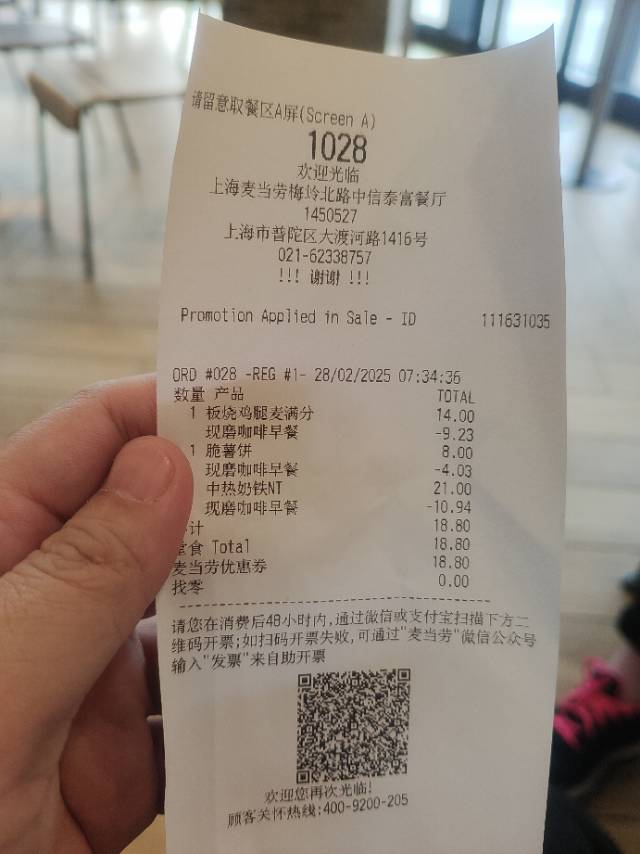 请留意取餐区A屏(Screen A)
1028
欢迎光临
上海麦当劳梅岭北路中信泰富餐厅
1450527
上海市普陀区大渡河路1416号
021-62338757
!!! 谢谢 !!!
Promotion Applied in Sale - ID 111631035
ORD #028 -REG #1- 28/02/2025 07:34:36
数量 产品 TOTAL
1 板烧鸡腿麦满分 14.00
现磨咖啡早餐 -9.23
1 脆薯饼 8.00
现磨咖啡早餐 -4.03
中热奶铁NT 21.00
现磨咖啡早餐 -10.94
计 18.80
堂食 Total 18.80
麦当劳优惠券 18.80
找零 0.00
请您在消费后48小时内,通过微信或支付宝扫描下方二
维码开票;如扫码开票失败,可通过"麦当劳"微信公众号
输入"发票"来自助开票
欢迎您再次光临!
顾客关怀热线:400-9200-205